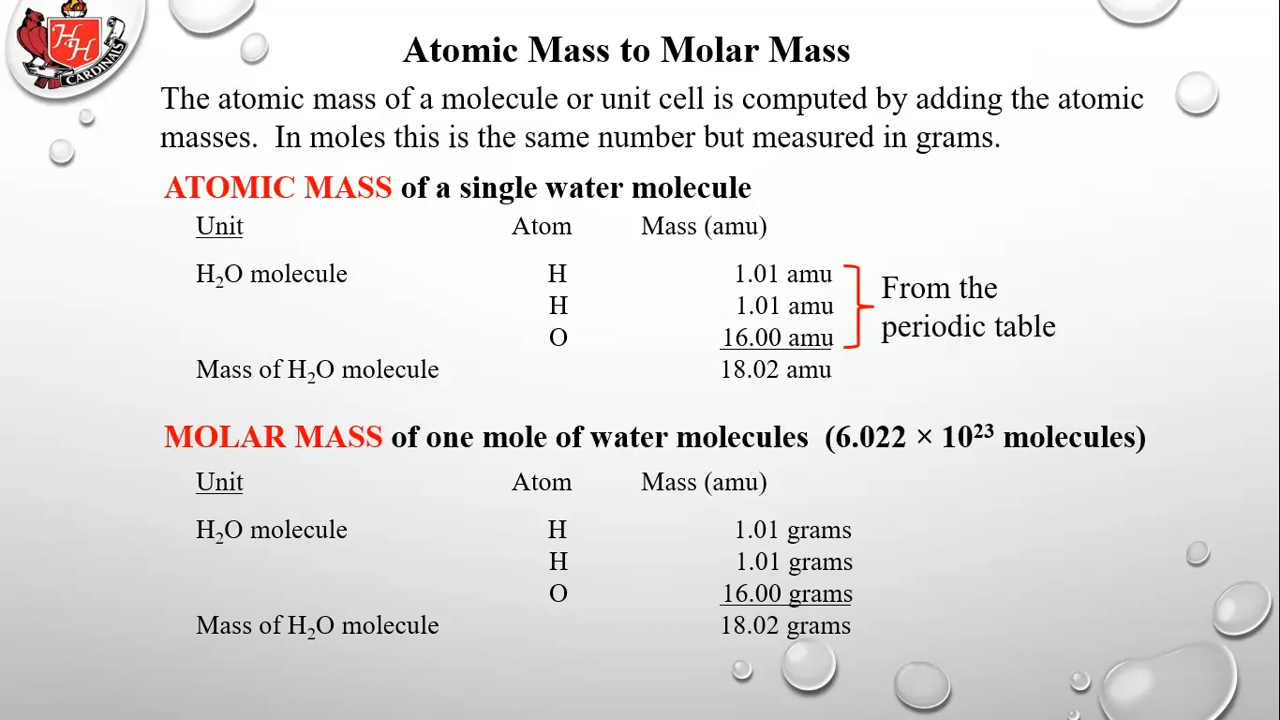 H H
CARDINALS
Atomic Mass to Molar Mass
The atomic mass of a molecule or unit cell is computed by adding the atomic
masses. In moles this is the same number but measured in grams.
ATOMIC MASS of a single water molecule
Unit Atom Mass (amu)
H₂O molecule H 1.01 amu
H 1.01 amu
O 16.00 amu
From the
periodic table
Mass of H₂O molecule 18.02 amu
MOLAR MASS of one mole of water molecules (6.022 × 10²³ molecules)
Unit Atom Mass (amu)
H₂O molecule H 1.01 grams
H 1.01 grams
O 16.00 grams
Mass of H₂O molecule 18.02 grams